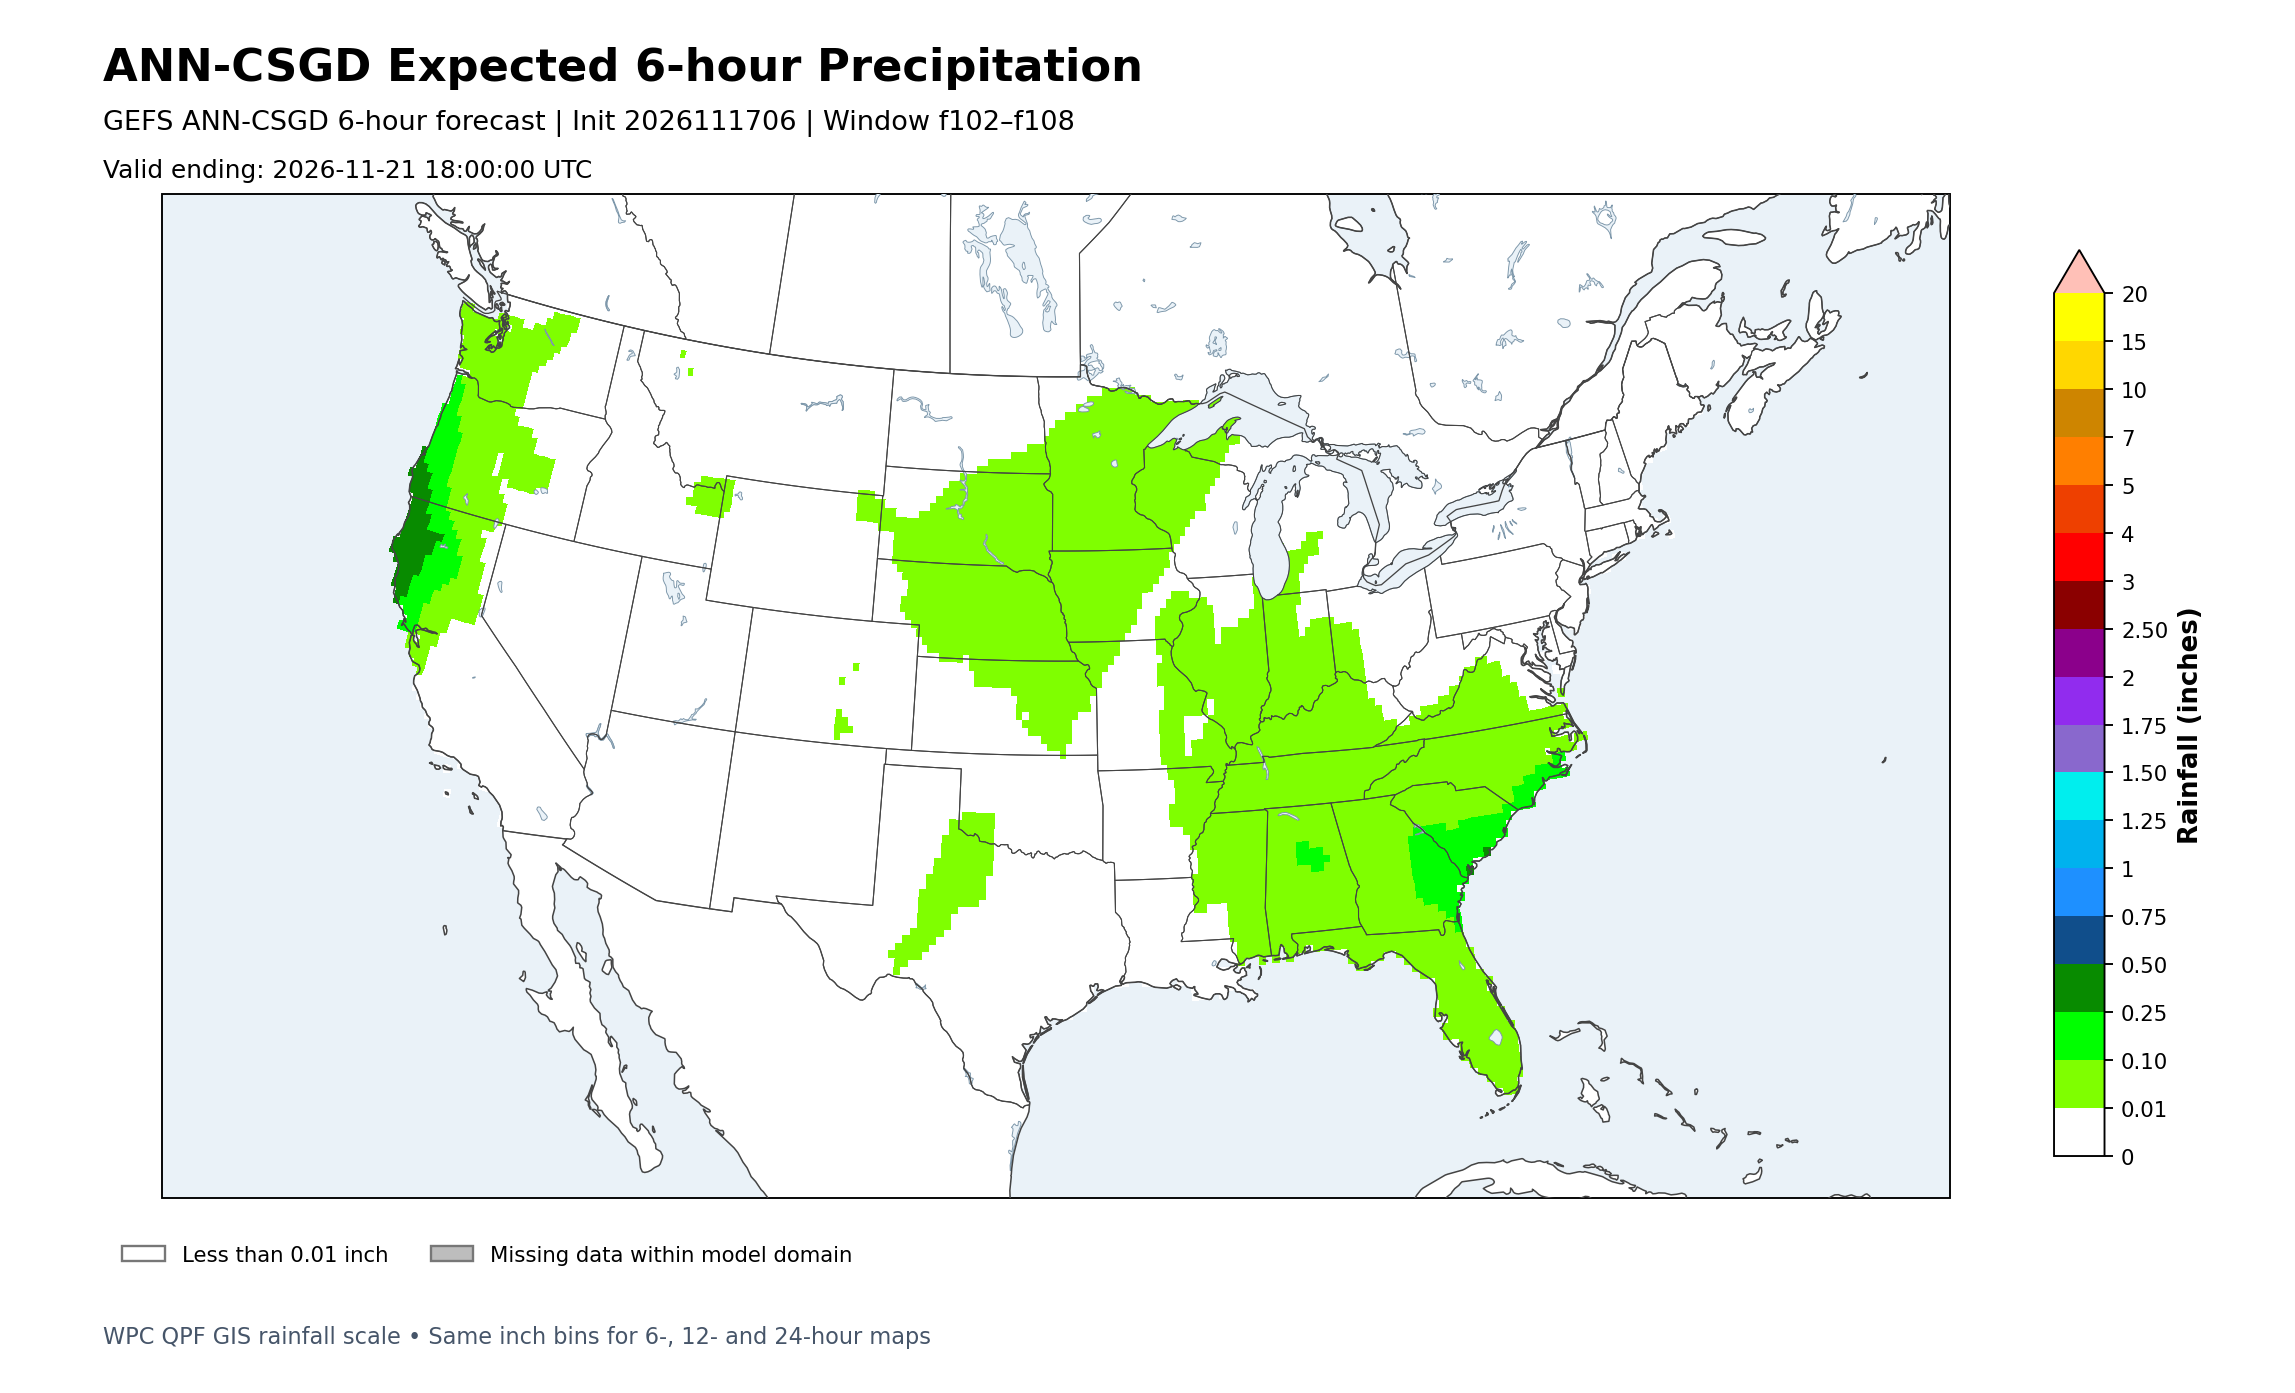 ANN-CSGD Expected 6-hour Precipitation
GEFS ANN-CSGD 6-hour forecast | Init 2026111706 | Window f102–f108
Valid ending: 2026-11-21 18:00:00 UTC
20
15
10
7
5
4
3
2.50
2
1.75
1.50
1.25
1
0.75
0.50
0.25
0.10
0.01
0
Rainfall (inches)
Less than 0.01 inch
Missing data within model domain
WPC QPF GIS rainfall scale • Same inch bins for 6-, 12- and 24-hour maps